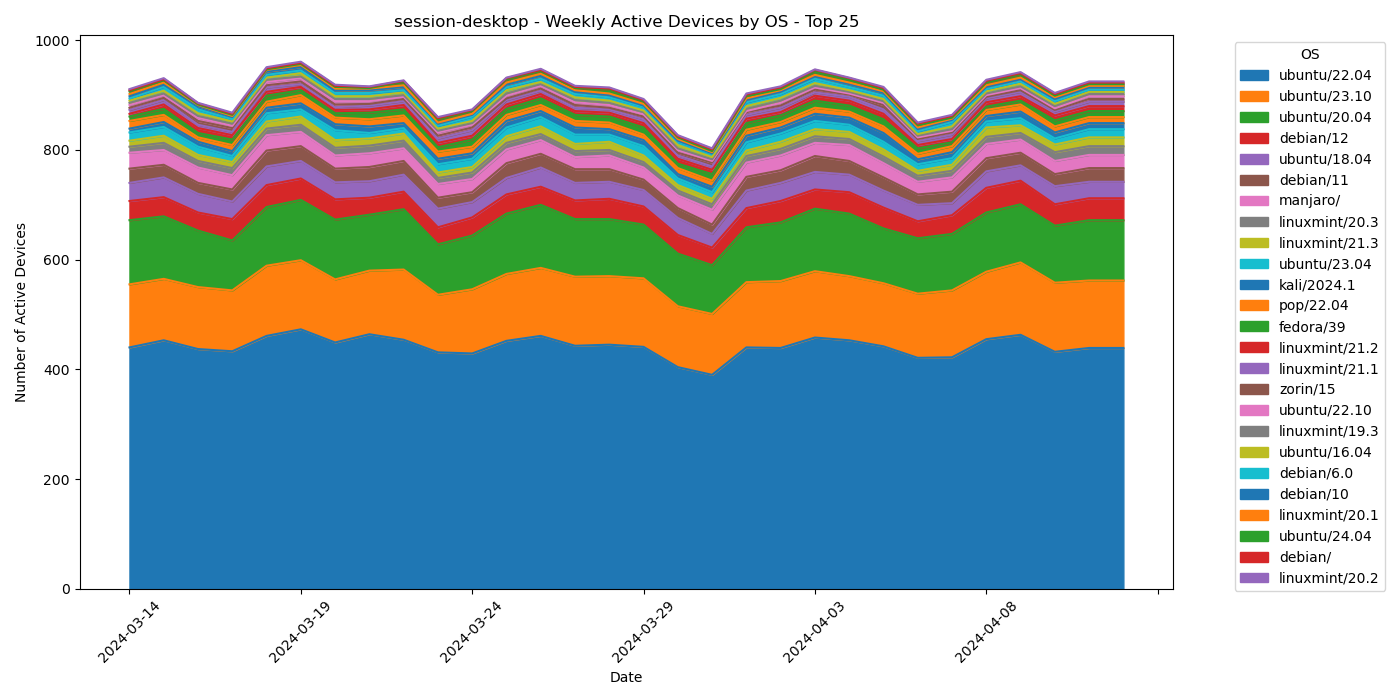 session-desktop - Weekly Active Devices by OS - Top 25
1000
800
600
400
200
0
Number of Active Devices
2024-03-14
2024-03-19
2024-03-24
2024-03-29
2024-04-03
2024-04-08
Date
OS
ubuntu/22.04
ubuntu/23.10
ubuntu/20.04
debian/12
ubuntu/18.04
debian/11
manjaro/
linuxmint/20.3
linuxmint/21.3
ubuntu/23.04
kali/2024.1
pop/22.04
fedora/39
linuxmint/21.2
linuxmint/21.1
zorin/15
ubuntu/22.10
linuxmint/19.3
ubuntu/16.04
debian/6.0
debian/10
linuxmint/20.1
ubuntu/24.04
debian/
linuxmint/20.2